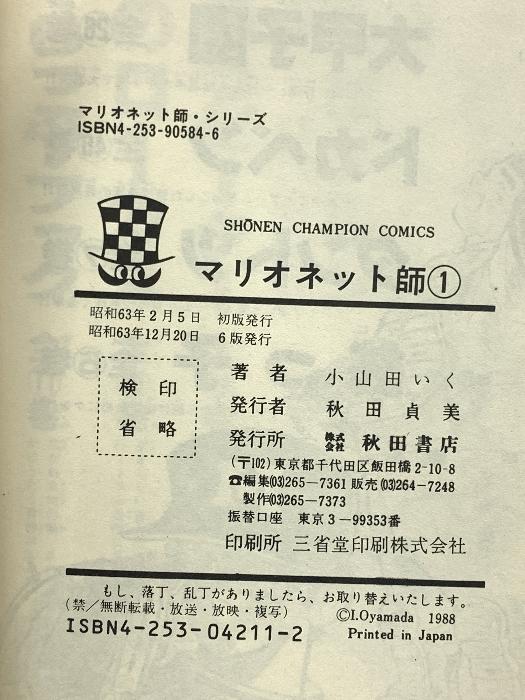 マリオネット師・シリーズ
ISBN4-253-90584-6
SHŌNEN CHAMPION COMICS
マリオネット師①
昭和63年2月5日 初版発行
昭和63年12月20日 6版発行
検印
省略
著者 小山田いく
発行者 秋田貞美
発行所 株式会社 秋田書店
(〒102)東京都千代田区飯田橋2-10-8
☎編集(03)265-7361 販売(03)264-7248
製作(03)265-7373
振替口座 東京3-99353番
印刷所 三省堂印刷株式会社
もし、落丁、乱丁がありましたら、お取り替えいたします。
(禁/無断転載・放送・放映・複写)
©I.Oyamada 1988
ISBN4-253-04211-2
Printed in Japan